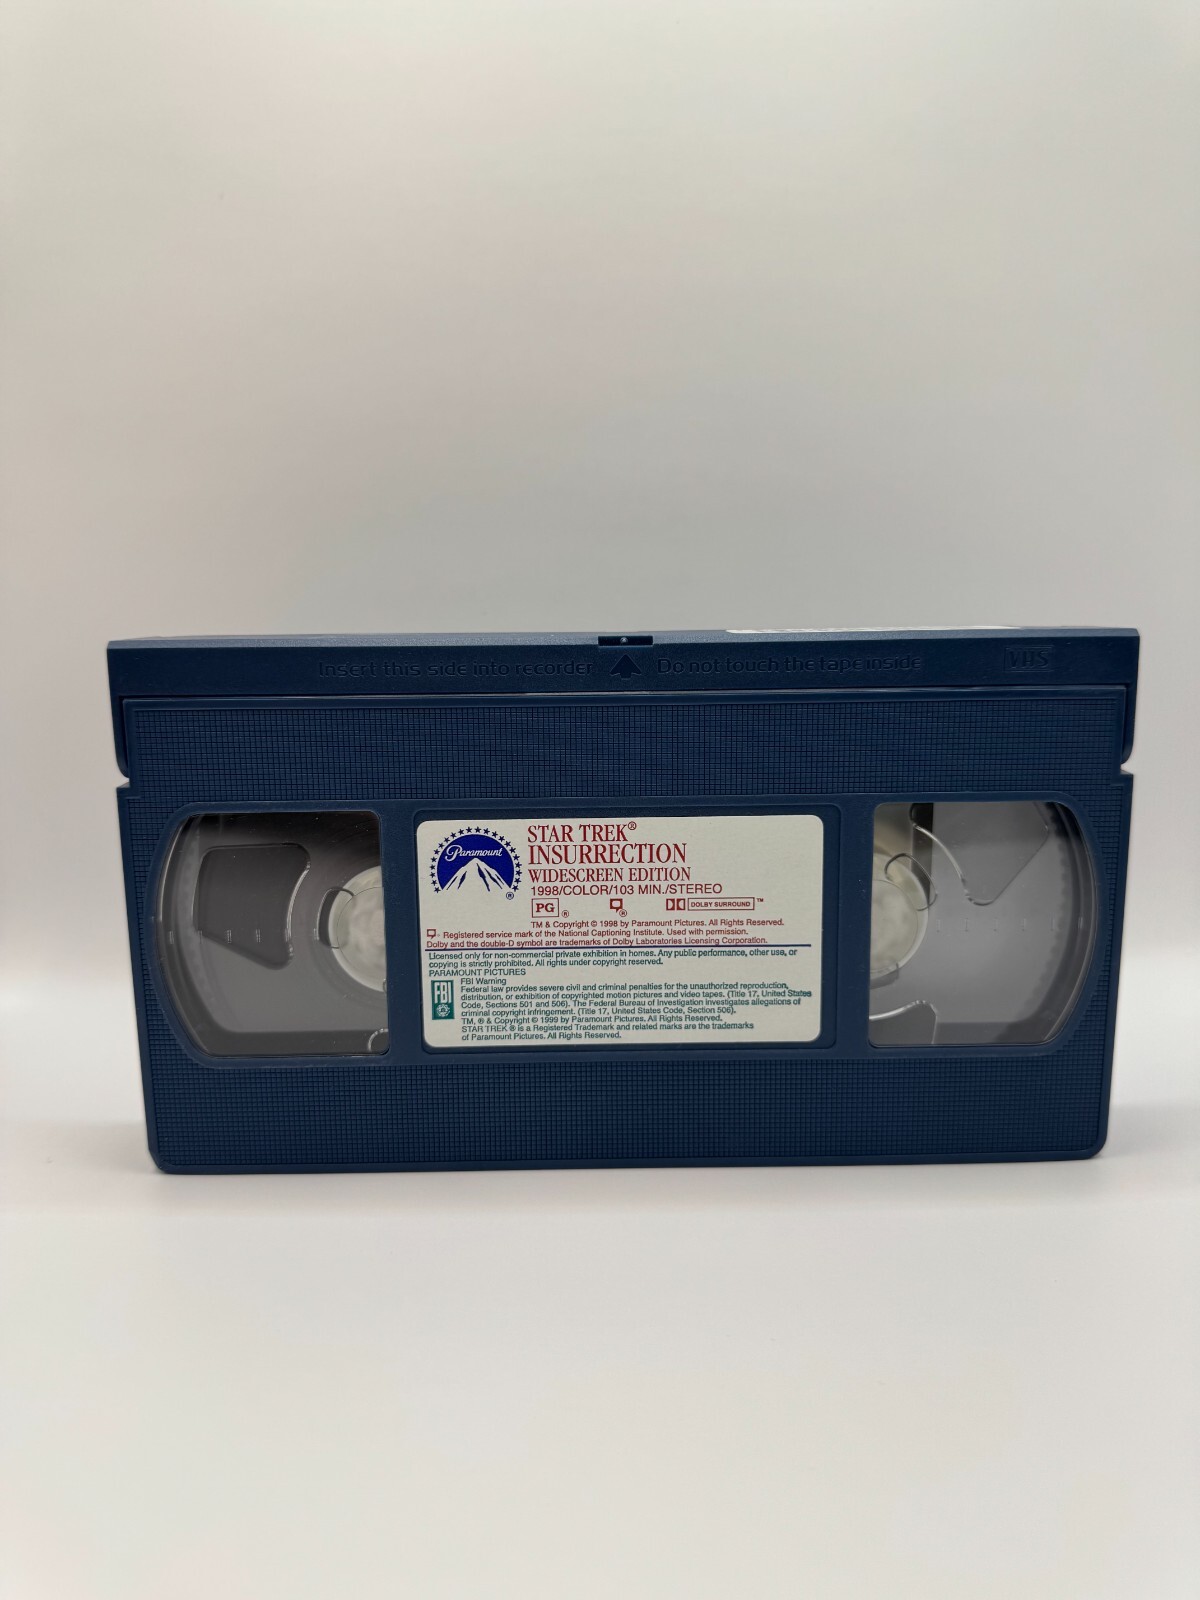 Insert this side into recorder Do not touch the tape inside VHS
Paramount ®
STAR TREK®
INSURRECTION
WIDESCREEN EDITION
1998/COLOR/103 MIN./STEREO
PG ® ® DOLBY SURROUND ™
TM & Copyright © 1998 by Paramount Pictures. All Rights Reserved.
- Registered service mark of the National Captioning Institute. Used with permission.
Dolby and the double-D symbol are trademarks of Dolby Laboratories Licensing Corporation.
Licensed only for non-commercial private exhibition in homes. Any public performance, other use, or
copying is strictly prohibited. All rights under copyright reserved.
PARAMOUNT PICTURES
FBI
FBI Warning
Federal law provides severe civil and criminal penalties for the unauthorized reproduction,
distribution, or exhibition of copyrighted motion pictures and video tapes. (Title 17, United States
Code, Sections 501 and 506). The Federal Bureau of Investigation investigates allegations of
criminal copyright infringement. (Title 17, United States Code, Section 506).
TM, ® & Copyright © 1999 by Paramount Pictures. All Rights Reserved.
STAR TREK ® is a Registered Trademark and related marks are the trademarks
of Paramount Pictures. All Rights Reserved.